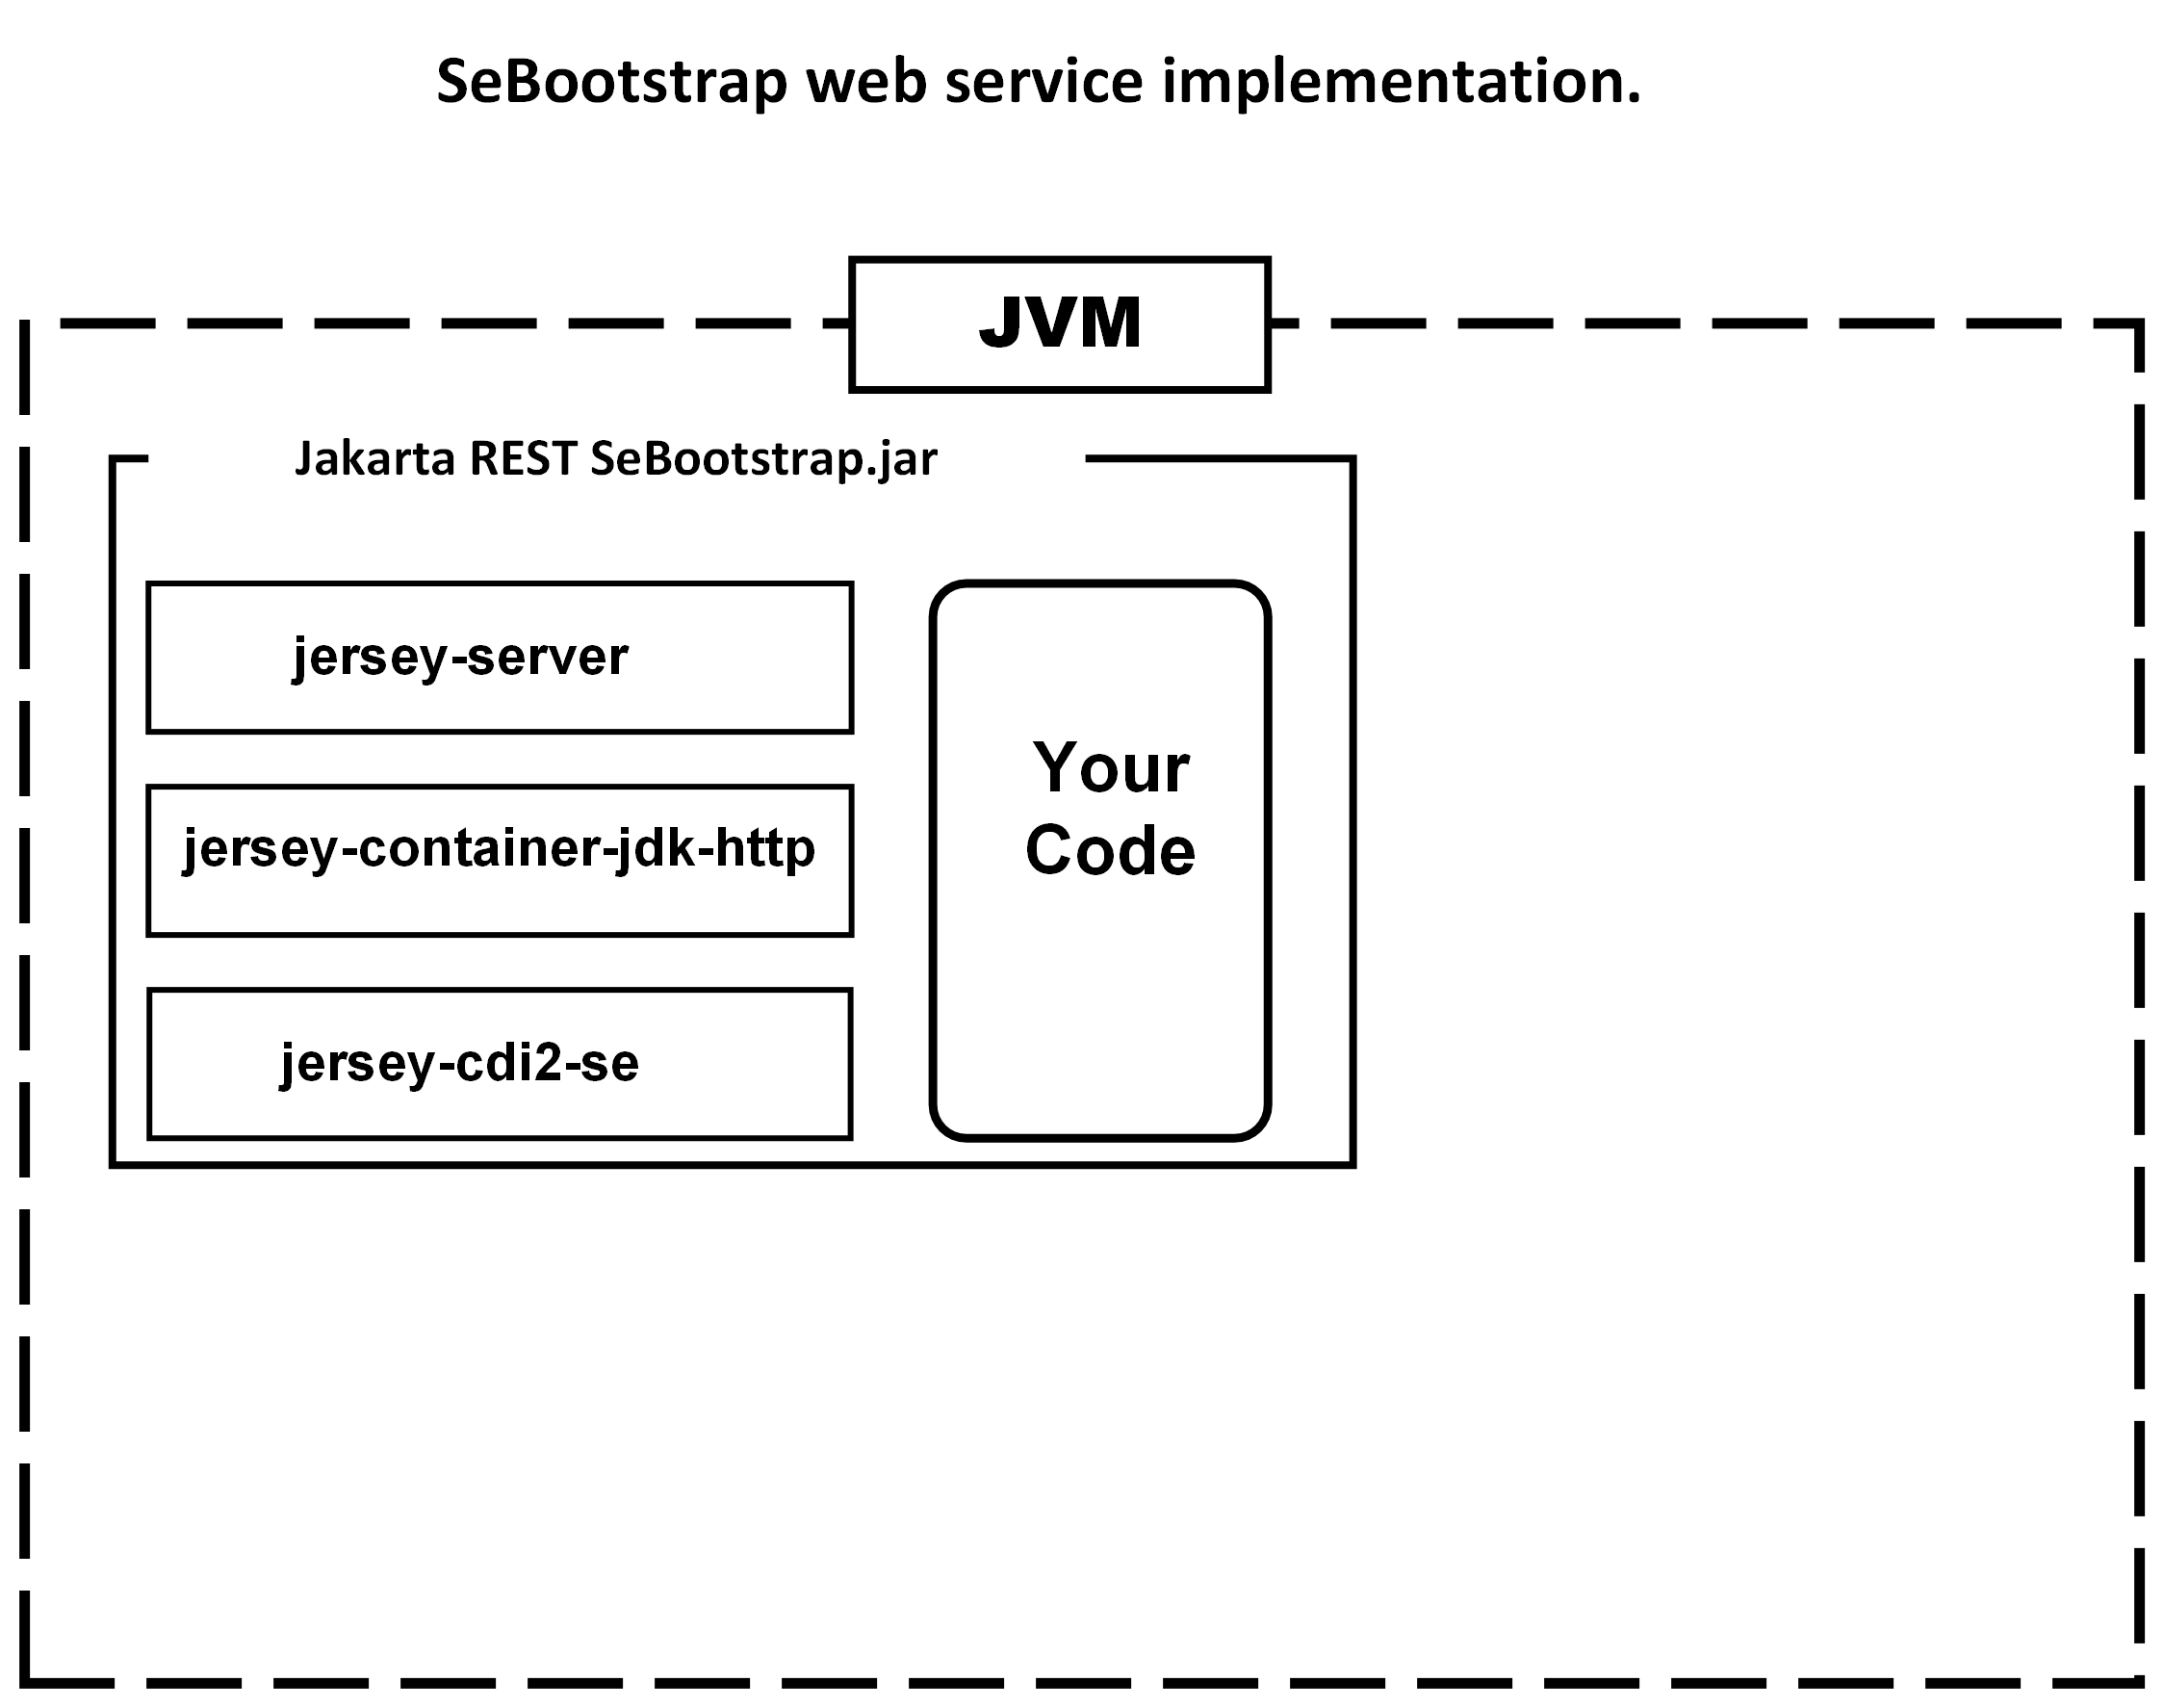 SeBootstrap web service implementation.
JVM
Jakarta REST SeBootstrap.jar
jersey-server
jersey-container-jdk-http
jersey-cdi2-se
Your
Code